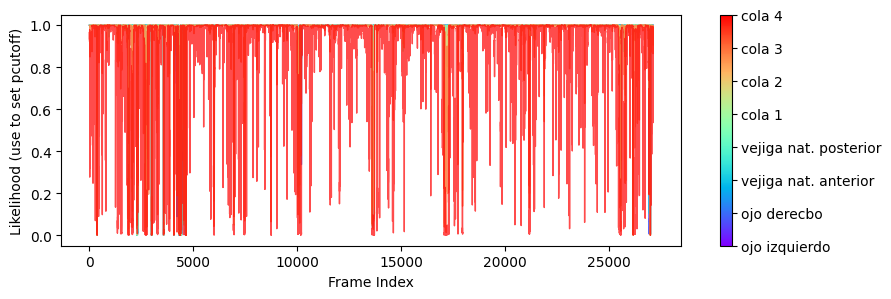 Likelihood (use to set pcutoff)
1.0
0.8
0.6
0.4
0.2
0.0
0
5000
10000
15000
20000
25000
Frame Index
cola 4
cola 3
cola 2
cola 1
vejiga nat. posterior
vejiga nat. anterior
ojo derecbo
ojo izquierdo